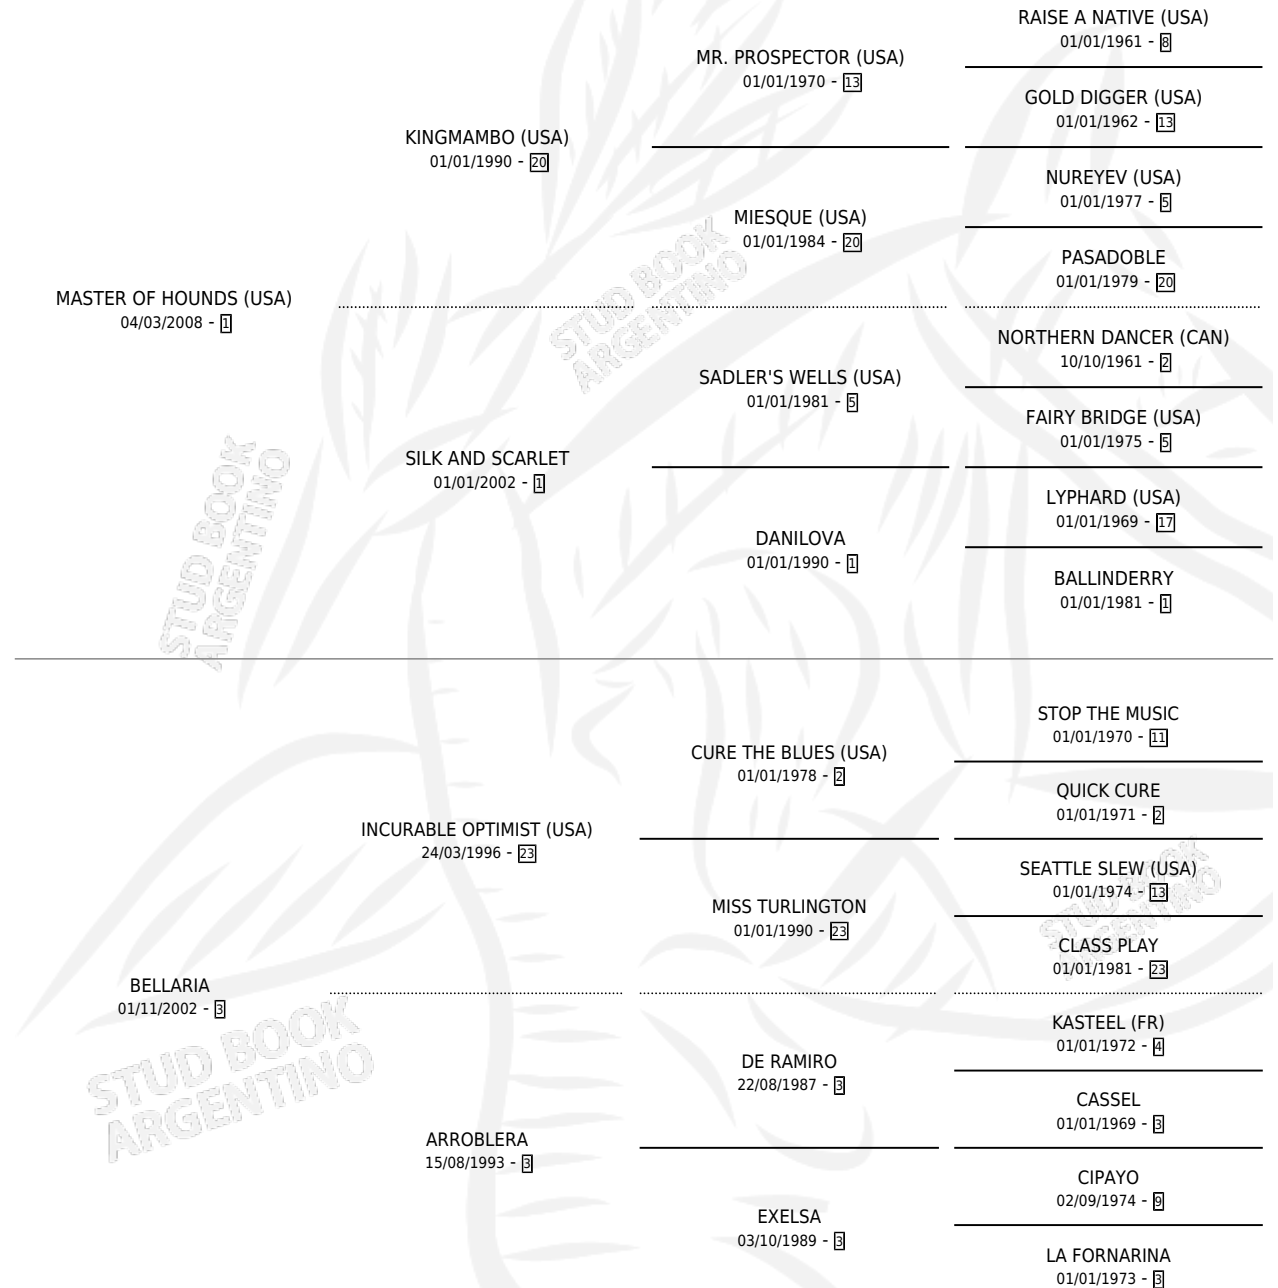 RAISE A NATIVE (USA)
01/01/1961 - 8
MR. PROSPECTOR (USA)
01/01/1970 - 13
GOLD DIGGER (USA)
01/01/1962 - 13
KINGMAMBO (USA)
01/01/1990 - 20
NUREYEV (USA)
01/01/1977 - 5
MIESQUE (USA)
01/01/1984 - 20
PASADOBLE
01/01/1979 - 20
MASTER OF HOUNDS (USA)
04/03/2008 - 1
NORTHERN DANCER (CAN)
10/10/1961 - 2
SADLER'S WELLS (USA)
01/01/1981 - 5
FAIRY BRIDGE (USA)
01/01/1975 - 5
SILK AND SCARLET
01/01/2002 - 1
LYPHARD (USA)
01/01/1969 - 17
DANILOVA
01/01/1990 - 1
BALLINDERRY
01/01/1981 - 1
STUD BOOK
ARGENTINO
STUD BOOK
ARGENTINO
STOP THE MUSIC
01/01/1970 - 11
CURE THE BLUES (USA)
01/01/1978 - 2
QUICK CURE
01/01/1971 - 2
INCURABLE OPTIMIST (USA)
24/03/1996 - 23
SEATTLE SLEW (USA)
01/01/1974 - 13
MISS TURLINGTON
01/01/1990 - 23
CLASS PLAY
01/01/1981 - 23
BELLARIA
01/11/2002 - 3
KASTEEL (FR)
01/01/1972 - 4
DE RAMIRO
22/08/1987 - 3
CASSEL
01/01/1969 - 3
ARROBLERA
15/08/1993 - 3
CIPAYO
02/09/1974 - 9
EXELSA
03/10/1989 - 3
LA FORNARINA
01/01/1973 - 3
STUD BOOK
ARGENTINO
STUD BOOK
ARGENTINO